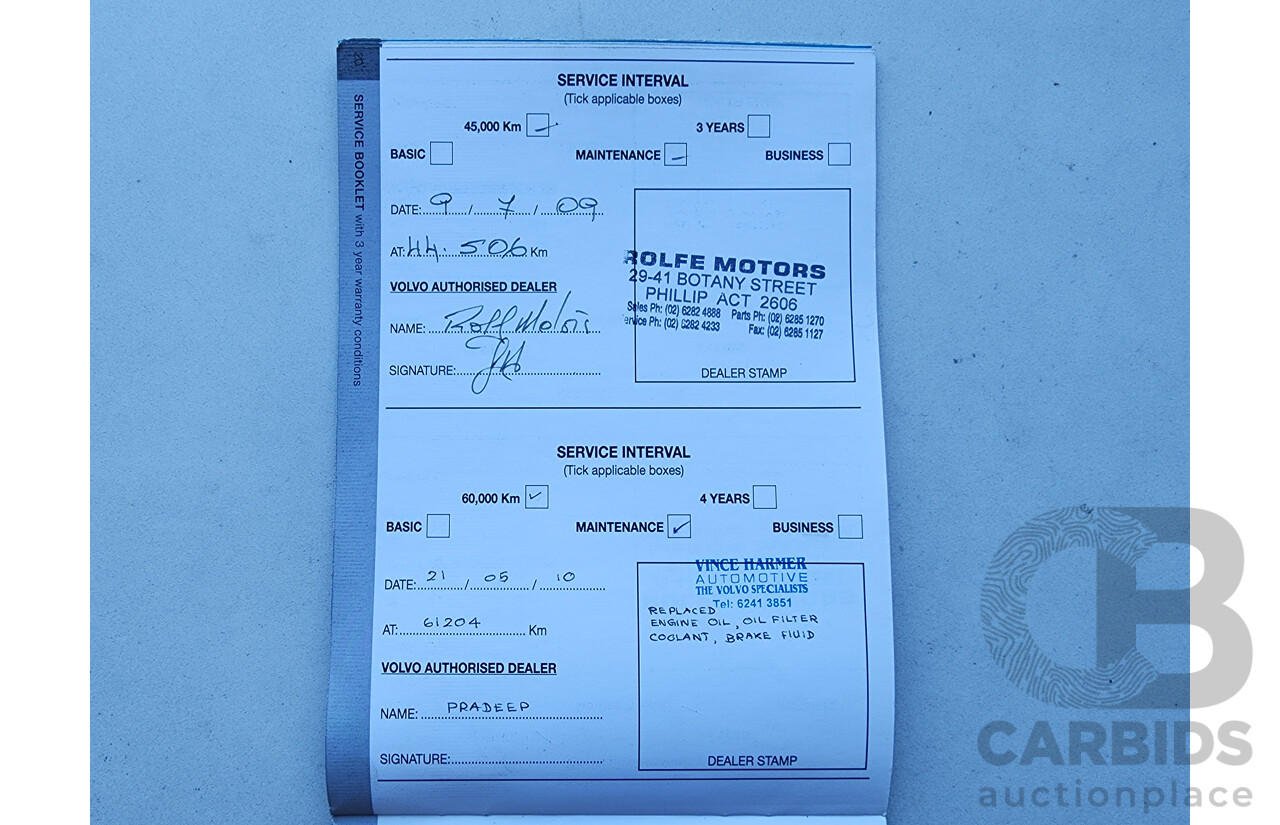 SERVICE BOOKLET with 3 year warranty conditions
SERVICE INTERVAL
(Tick applicable boxes)
45,000 Km 3 YEARS
BASIC MAINTENANCE BUSINESS
DATE: 9 / 7 / 09
AT: 44.506 Km
VOLVO AUTHORISED DEALER
NAME: Rolf Motors
SIGNATURE:
ROLFE MOTORS
29-41 BOTANY STREET
PHILLIP ACT 2606
Sales Ph: (02) 6282 4888 Parts Ph: (02) 6285 1270
Service Ph: (02) 6282 4233 Fax: (02) 6285 1127
DEALER STAMP
SERVICE INTERVAL
(Tick applicable boxes)
60,000 Km 4 YEARS
BASIC MAINTENANCE BUSINESS
DATE: 21 / 05 / 10
AT: 61204 Km
VOLVO AUTHORISED DEALER
NAME: PRADEEP
SIGNATURE:
VINCE HARMER
AUTOMOTIVE
THE VOLVO SPECIALISTS
Tel: 6241 3851
REPLACED
ENGINE OIL, OIL FILTER
COOLANT, BRAKE FLUID
DEALER STAMP
CB
CARBIDS
auctionplace